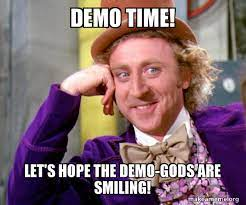 DEMO TIME!
LET'S HOPE THE DEMO-GODS ARE
SMILING!
makeameme.org